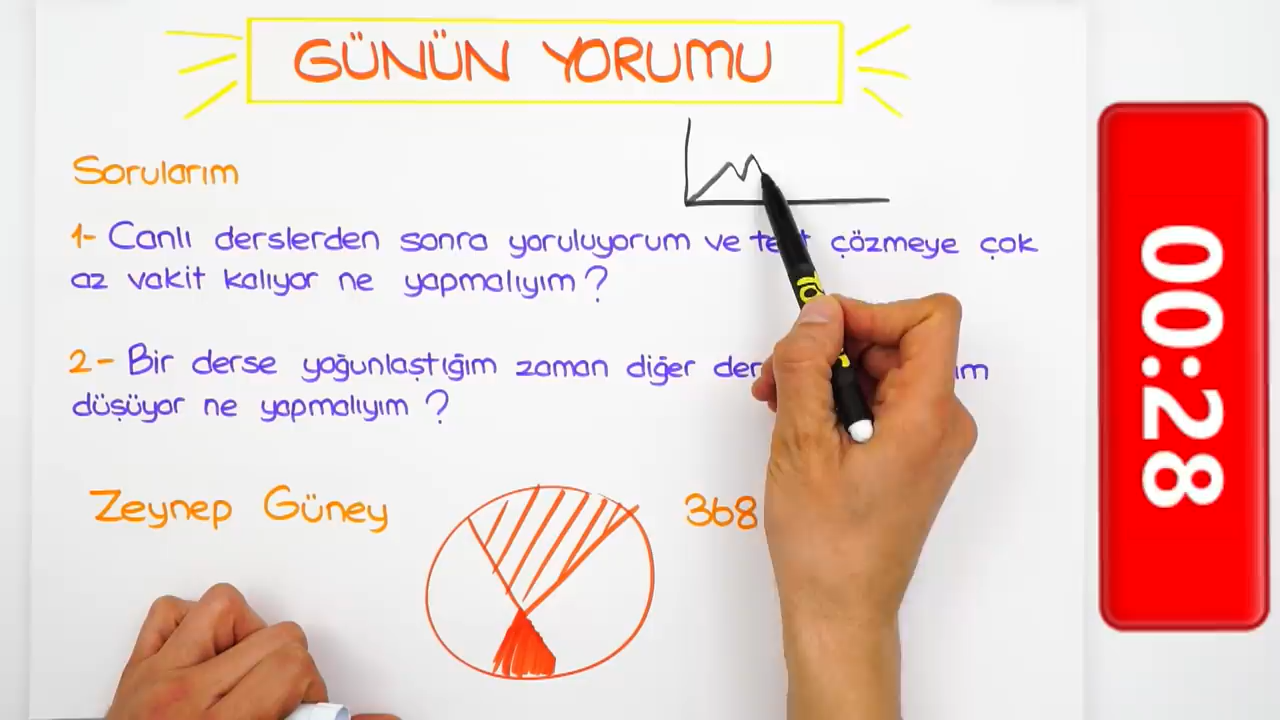 GÜNÜN YORUMU
Sorularım
1- Canlı derslerden sonra yoruluyorum ve çözmeye çok
az vakit kalıyor ne yapmalıyım?
2- Bir derse yoğunlaştığım zaman diğer
düşüyor ne yapmalıyım ?
Zeynep Güney 368
00:28